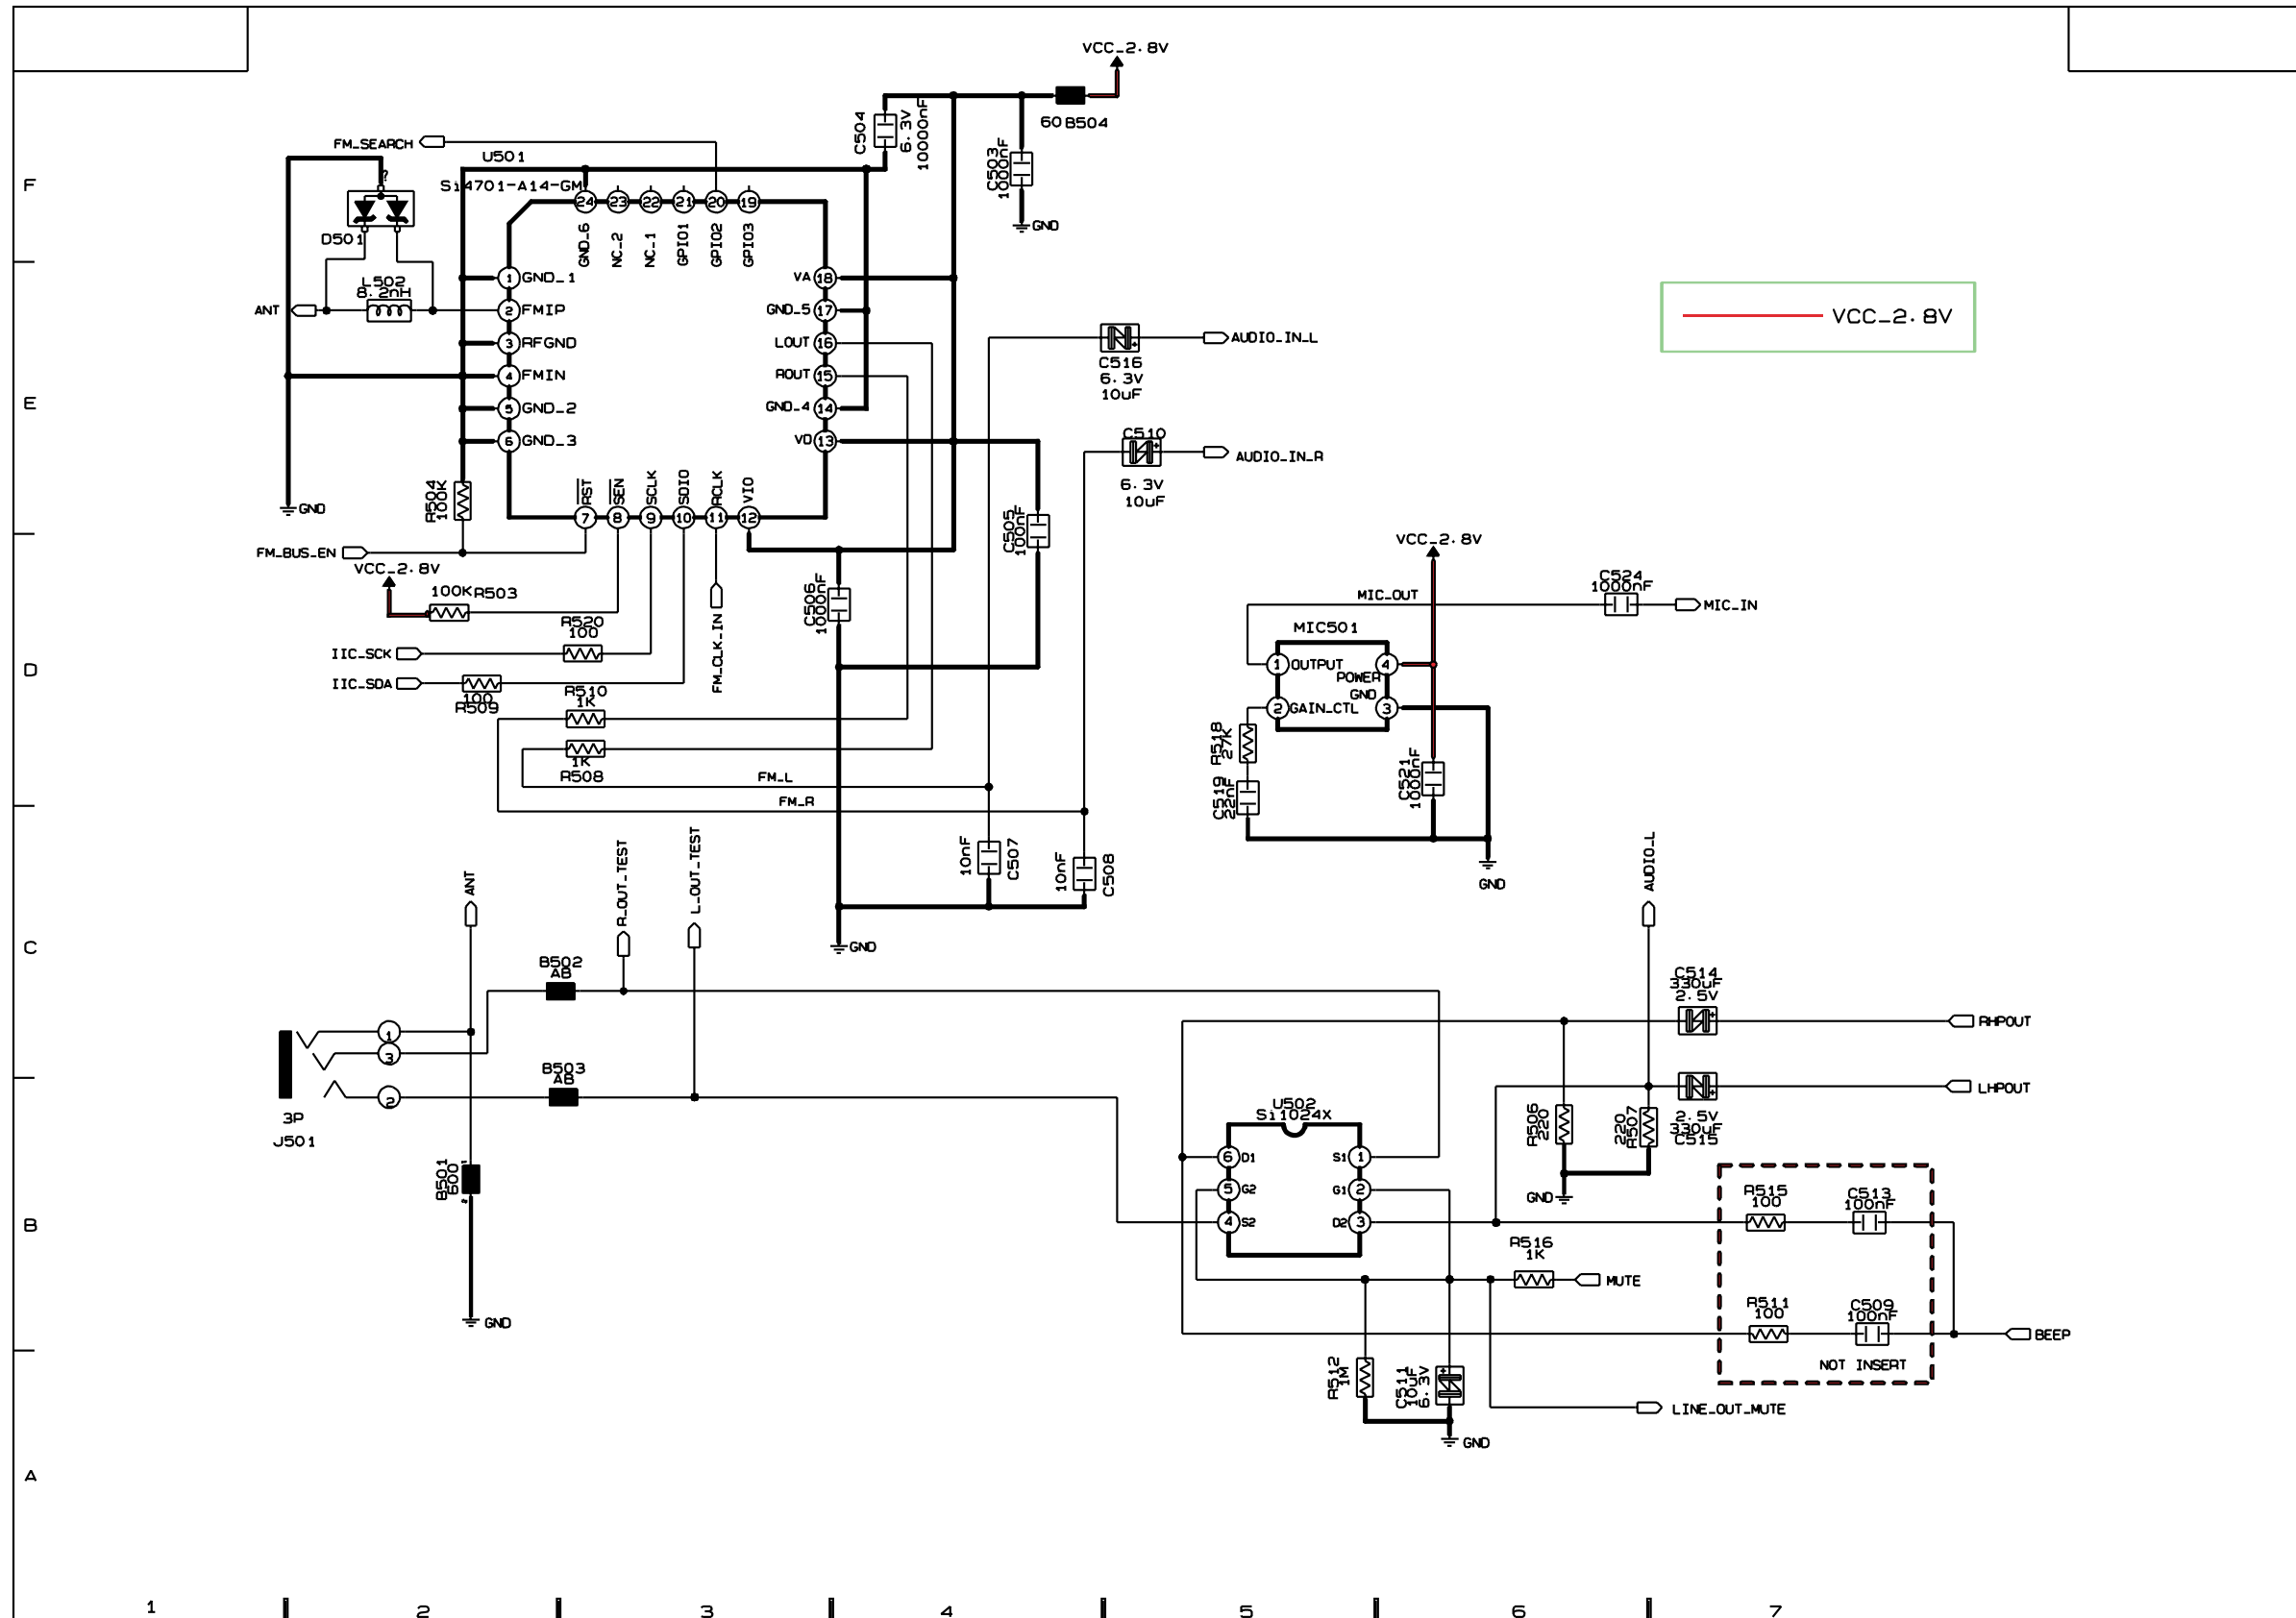 VCC_2.8V
60 B504
C504
6.3V
10000nF
C503
1000nF
GND
FM_SEARCH
U501
Si4701-A14-GM
?
D501
24
23
22
21
20
19
GND_6
NC_2
NC_1
GPIO1
GPIO2
GPIO3
L502
8.2nH
ANT
1 GND_1
2 FMIP
3 RFGND
4 FMIN
5 GND_2
6 GND_3
VA 18
GND_5 17
LOUT 16
ROUT 15
GND_4 14
VD 13
RST
SEN
SCLK
SDIO
RCLK
VIO
7
8
9
10
11
12
GND
R504
100K
FM_BUS_EN
VCC_2.8V
100K R503
R520
100
IIC_SCK
IIC_SDA
100
R509
R510
1K
1K
R508
FM_CLK_IN
C506
1000nF
C505
100nF
FM_L
FM_R
10nF
C507
10nF
C508
GND
AUDIO_IN_L
C516
6.3V
10uF
C510
AUDIO_IN_R
6.3V
10uF
VCC_2.8V
VCC_2.8V
MIC_OUT
C524
1000nF
MIC_IN
MIC501
1 OUTPUT
4
POWER
GND
2 GAIN_CTL
3
R518
27K
C519
22nF
C521
1000nF
GND
ANT
R_OUT_TEST
L_OUT_TEST
B502
AB
1
3
B503
AB
2
3P
J501
B501
600
GND
AUDIO_L
C514
330uF
2.5V
RHPOUT
LHPOUT
2.5V
330uF
C515
R506
220
220
R507
GND
U502
Si1024X
6 D1
5 G2
4 S2
S1 1
G1 2
D2 3
R516
1K
MUTE
R515
100
C513
100nF
R511
100
C509
100nF
BEEP
NOT INSERT
R512
1M
C511
10uF
6.3V
GND
LINE_OUT_MUTE
F
E
D
C
B
A
1
2
3
4
5
6
7